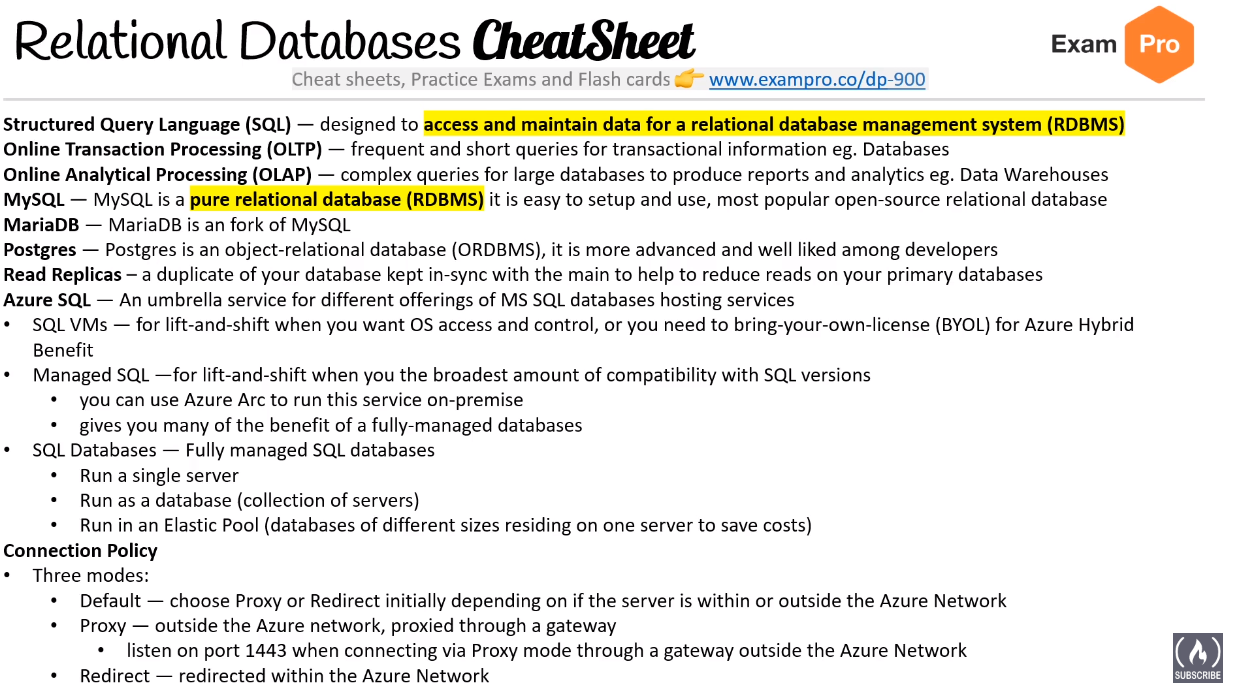 Relational Databases CheatSheet
Exam Pro
Cheat sheets, Practice Exams and Flash cards 👉 www.exampro.co/dp-900
Structured Query Language (SQL) — designed to access and maintain data for a relational database management system (RDBMS)
Online Transaction Processing (OLTP) — frequent and short queries for transactional information eg. Databases
Online Analytical Processing (OLAP) — complex queries for large databases to produce reports and analytics eg. Data Warehouses
MySQL — MySQL is a pure relational database (RDBMS) it is easy to setup and use, most popular open-source relational database
MariaDB — MariaDB is an fork of MySQL
Postgres — Postgres is an object-relational database (ORDBMS), it is more advanced and well liked among developers
Read Replicas – a duplicate of your database kept in-sync with the main to help to reduce reads on your primary databases
Azure SQL — An umbrella service for different offerings of MS SQL databases hosting services
• SQL VMs — for lift-and-shift when you want OS access and control, or you need to bring-your-own-license (BYOL) for Azure Hybrid
Benefit
• Managed SQL —for lift-and-shift when you the broadest amount of compatibility with SQL versions
• you can use Azure Arc to run this service on-premise
• gives you many of the benefit of a fully-managed databases
• SQL Databases — Fully managed SQL databases
• Run a single server
• Run as a database (collection of servers)
• Run in an Elastic Pool (databases of different sizes residing on one server to save costs)
Connection Policy
• Three modes:
• Default — choose Proxy or Redirect initially depending on if the server is within or outside the Azure Network
• Proxy — outside the Azure network, proxied through a gateway
• listen on port 1443 when connecting via Proxy mode through a gateway outside the Azure Network
• Redirect — redirected within the Azure Network
SUBSCRIBE